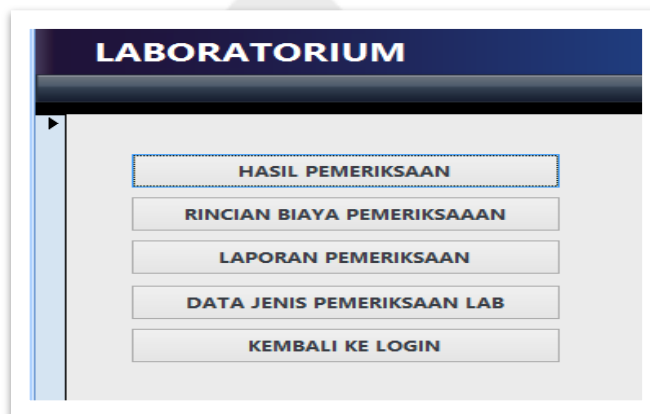 LABORATORIUM
HASIL PEMERIKSAAN
RINCIAN BIAYA PEMERIKSAAAN
LAPORAN PEMERIKSAAN
DATA JENIS PEMERIKSAAN LAB
KEMBALI KE LOGIN